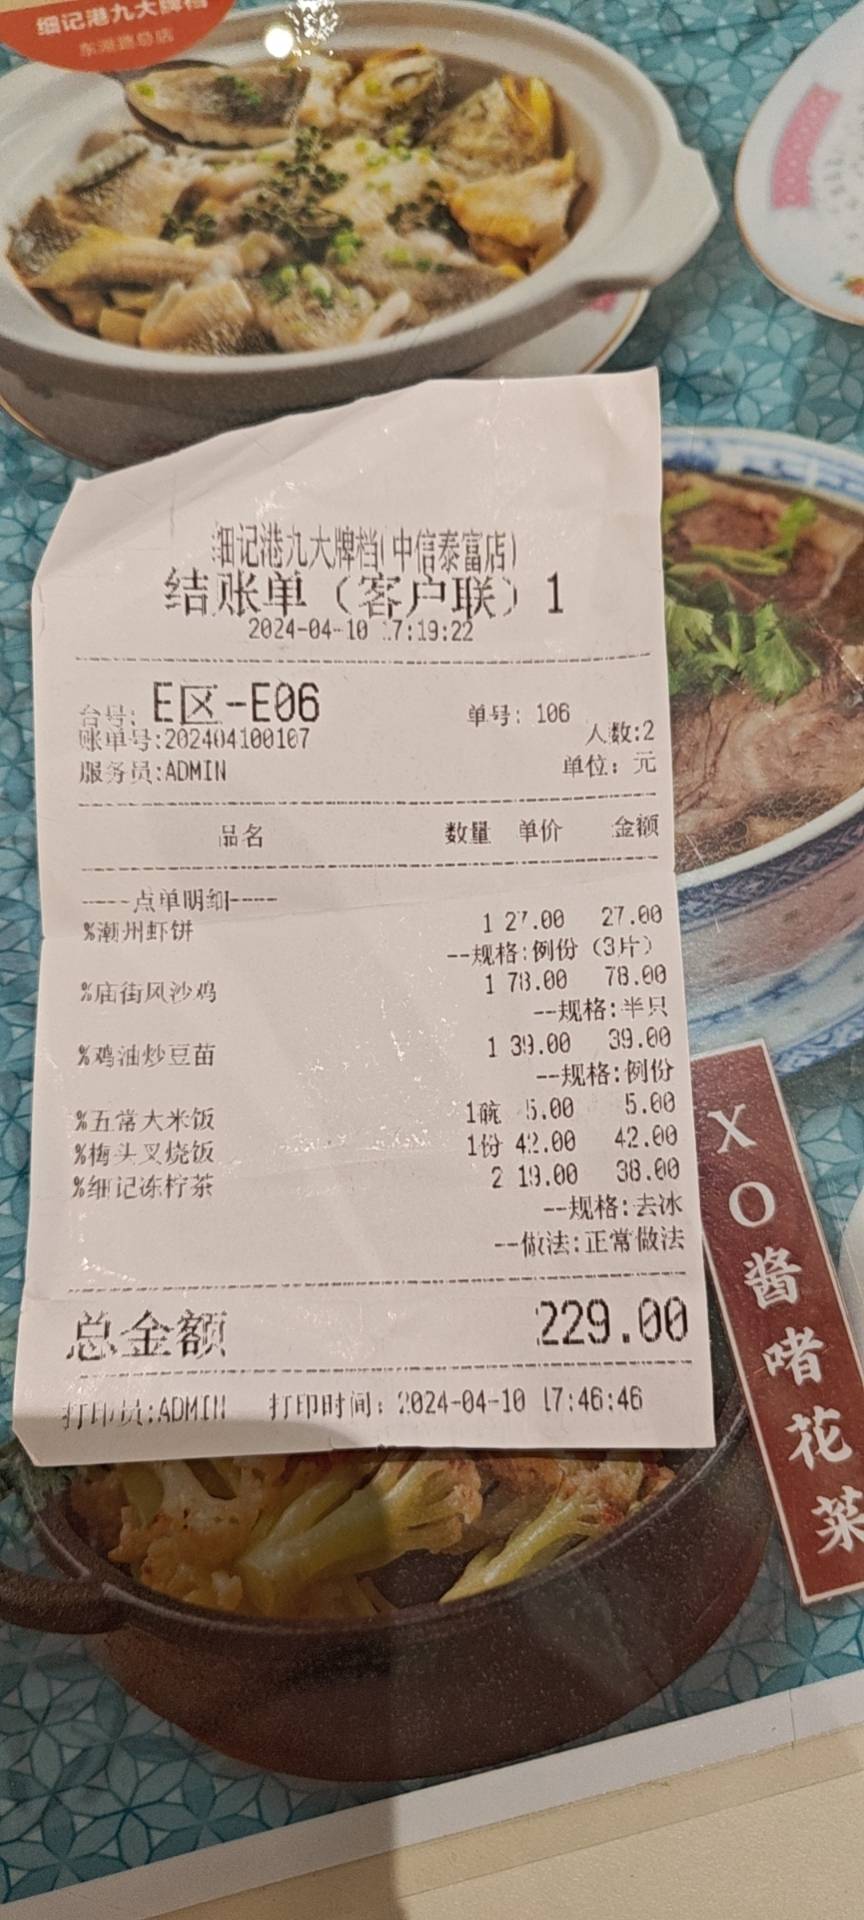 细记港九大牌档
东湖路总店
细记港九大牌档(中信泰富店)
结账单（客户联）1
2024-04-10 17:19:22
台号: E区-E06 单号: 106
账单号:202404100107 人数:2
服务员:ADMIN 单位: 元
品名 数量 单价 金额
-----点单明细-----
%潮州虾饼 1 27.00 27.00
--规格:例份（3片）
%庙街风沙鸡 1 78.00 78.00
--规格:半只
%鸡油炒豆苗 1 39.00 39.00
--规格:例份
%五常大米饭 1碗 5.00 5.00
%梅头叉烧饭 1份 42.00 42.00
%细记冻柠茶 2 19.00 38.00
--规格:去冰
--做法:正常做法
总金额 229.00
打印员:ADMIN 打印时间: 2024-04-10 17:46:46
XO酱啫花菜